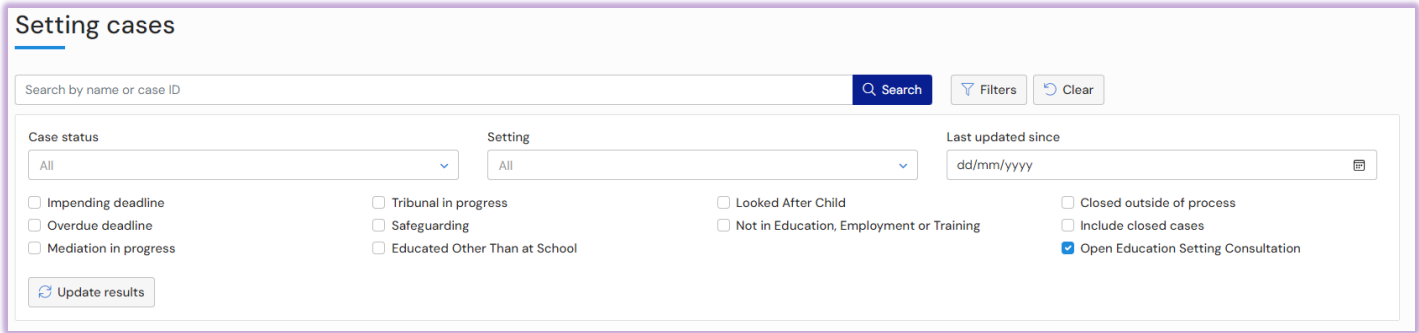 Setting cases
Search by name or case ID
Search
Filters
Clear
Case status
Setting
Last updated since
All
All
dd/mm/yyyy
Impending deadline
Tribunal in progress
Looked After Child
Closed outside of process
Overdue deadline
Safeguarding
Not in Education, Employment or Training
Include closed cases
Mediation in progress
Educated Other Than at School
Open Education Setting Consultation
Update results